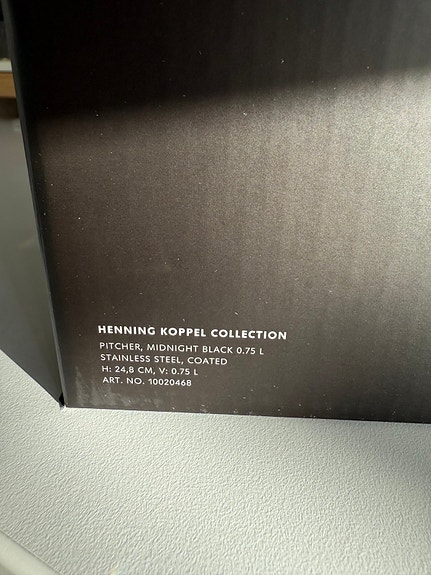 HENNING KOPPEL COLLECTION
PITCHER, MIDNIGHT BLACK 0.75 L
STAINLESS STEEL, COATED
H: 24,8 CM, V: 0.75 L
ART. NO. 10020468